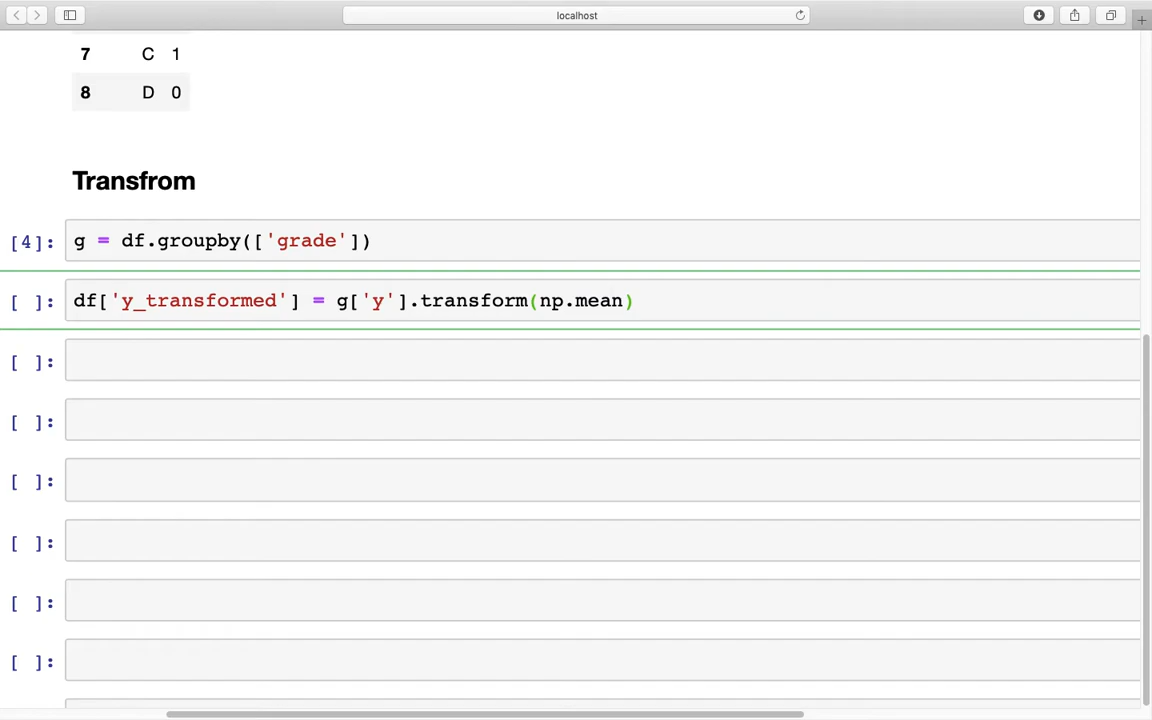 localhost
7 C 1
8 D 0
Transfrom
[4]: g = df.groupby(['grade'])
[ ]: df['y_transformed'] = g['y'].transform(np.mean)
[ ]:
[ ]:
[ ]:
[ ]:
[ ]:
[ ]: